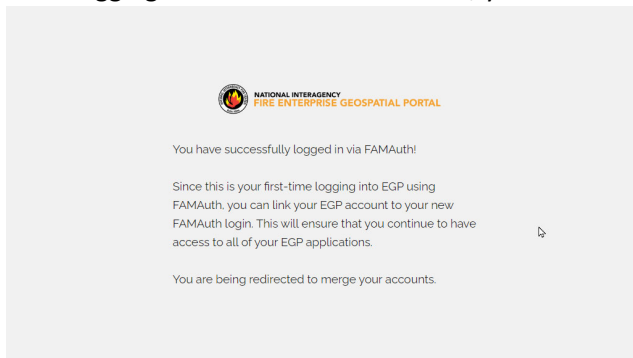 NATIONAL INTERAGENCY
FIRE ENTERPRISE GEOSPATIAL PORTAL
You have successfully logged in via FAMAuth!
Since this is your first-time logging into EGP using
FAMAuth, you can link your EGP account to your new
FAMAuth login. This will ensure that you continue to have
access to all of your EGP applications.
You are being redirected to merge your accounts.